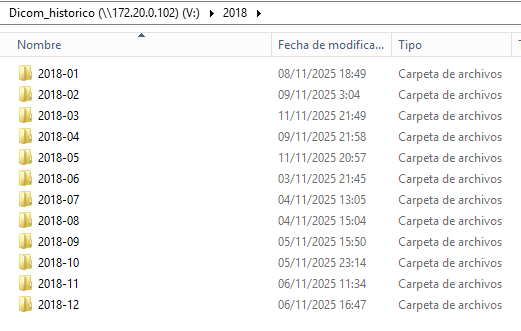 Dicom_historico (\\172.20.0.102) (V:) 2018
Nombre Fecha de modifica... Tipo
2018-01 08/11/2025 18:49 Carpeta de archivos
2018-02 09/11/2025 3:04 Carpeta de archivos
2018-03 11/11/2025 21:49 Carpeta de archivos
2018-04 09/11/2025 21:58 Carpeta de archivos
2018-05 11/11/2025 20:57 Carpeta de archivos
2018-06 03/11/2025 21:45 Carpeta de archivos
2018-07 04/11/2025 13:05 Carpeta de archivos
2018-08 04/11/2025 15:04 Carpeta de archivos
2018-09 05/11/2025 15:50 Carpeta de archivos
2018-10 05/11/2025 23:14 Carpeta de archivos
2018-11 06/11/2025 11:34 Carpeta de archivos
2018-12 06/11/2025 16:47 Carpeta de archivos